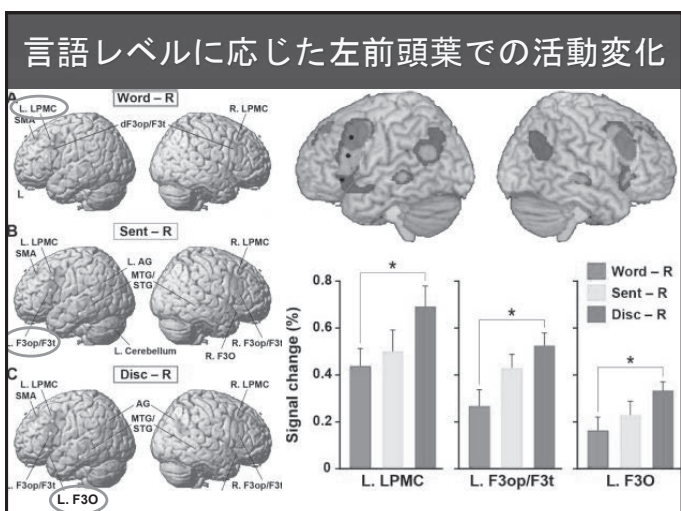 言語レベルに応じた左前頭葉での活動変化
A
Word – R
L. LPMC
SMA
dF3op/F3t
R. LPMC
L
B
Sent – R
L. LPMC
SMA
L. AG
MTG/
STG
R. LPMC
L. F3op/F3t
L. Cerebellum
R. F3O
R. F3op/F3t
C
Disc – R
L. LPMC
SMA
AG
MTG/
STG
R. LPMC
L. F3op/F3t
R. F3op/F3t
L. F3O
Signal change (%)
0.8
0.6
0.4
0.2
0
*
*
*
Word – R
Sent – R
Disc – R
L. LPMC
L. F3op/F3t
L. F3O